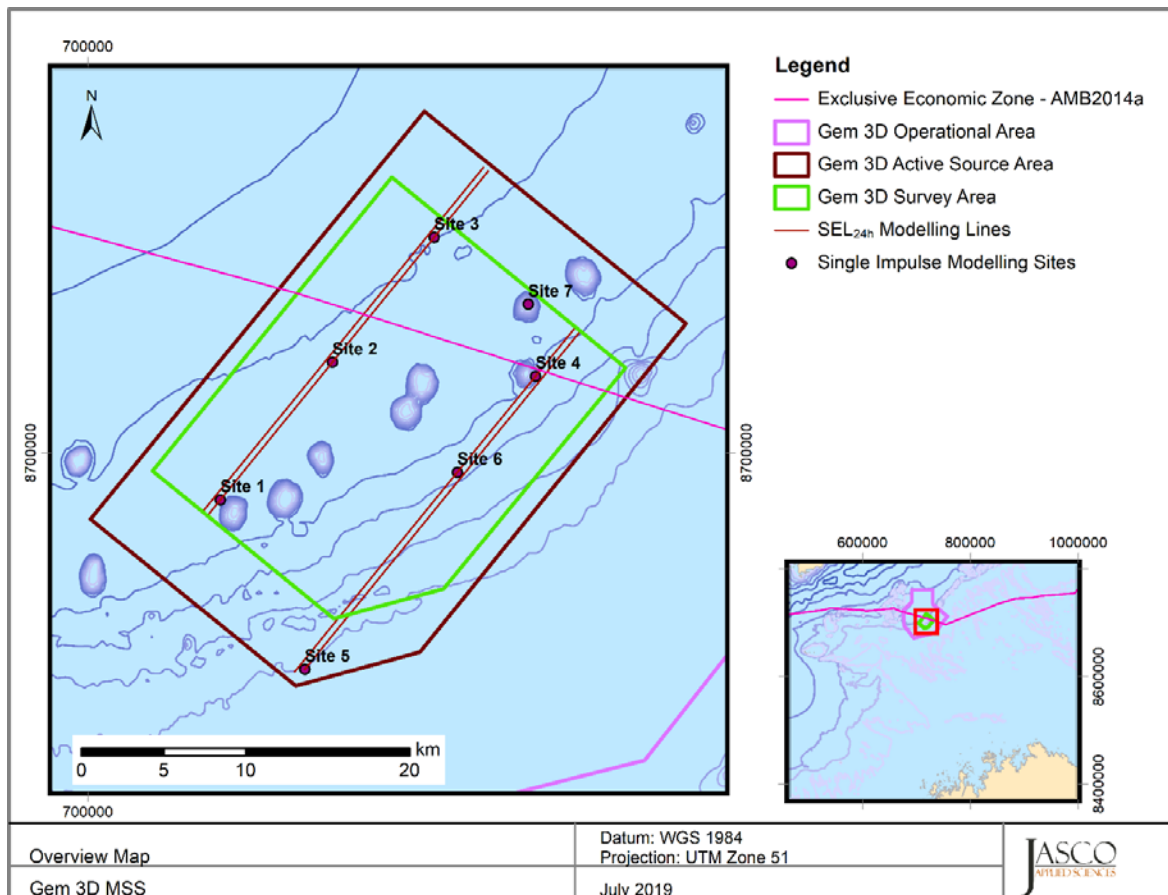 700000
N
Site 3
Site 7
Site 2
Site 4
8700000
8700000
Site 6
Site 1
Site 5
km
0 5 10 20
700000
Legend
Exclusive Economic Zone - AMB2014a
Gem 3D Operational Area
Gem 3D Active Source Area
Gem 3D Survey Area
SEL24h Modelling Lines
Single Impulse Modelling Sites
600000 800000 1000000
8600000
8400000
Overview Map
Gem 3D MSS
Datum: WGS 1984
Projection: UTM Zone 51
July 2019
JASCO
APPLIED SCIENCES